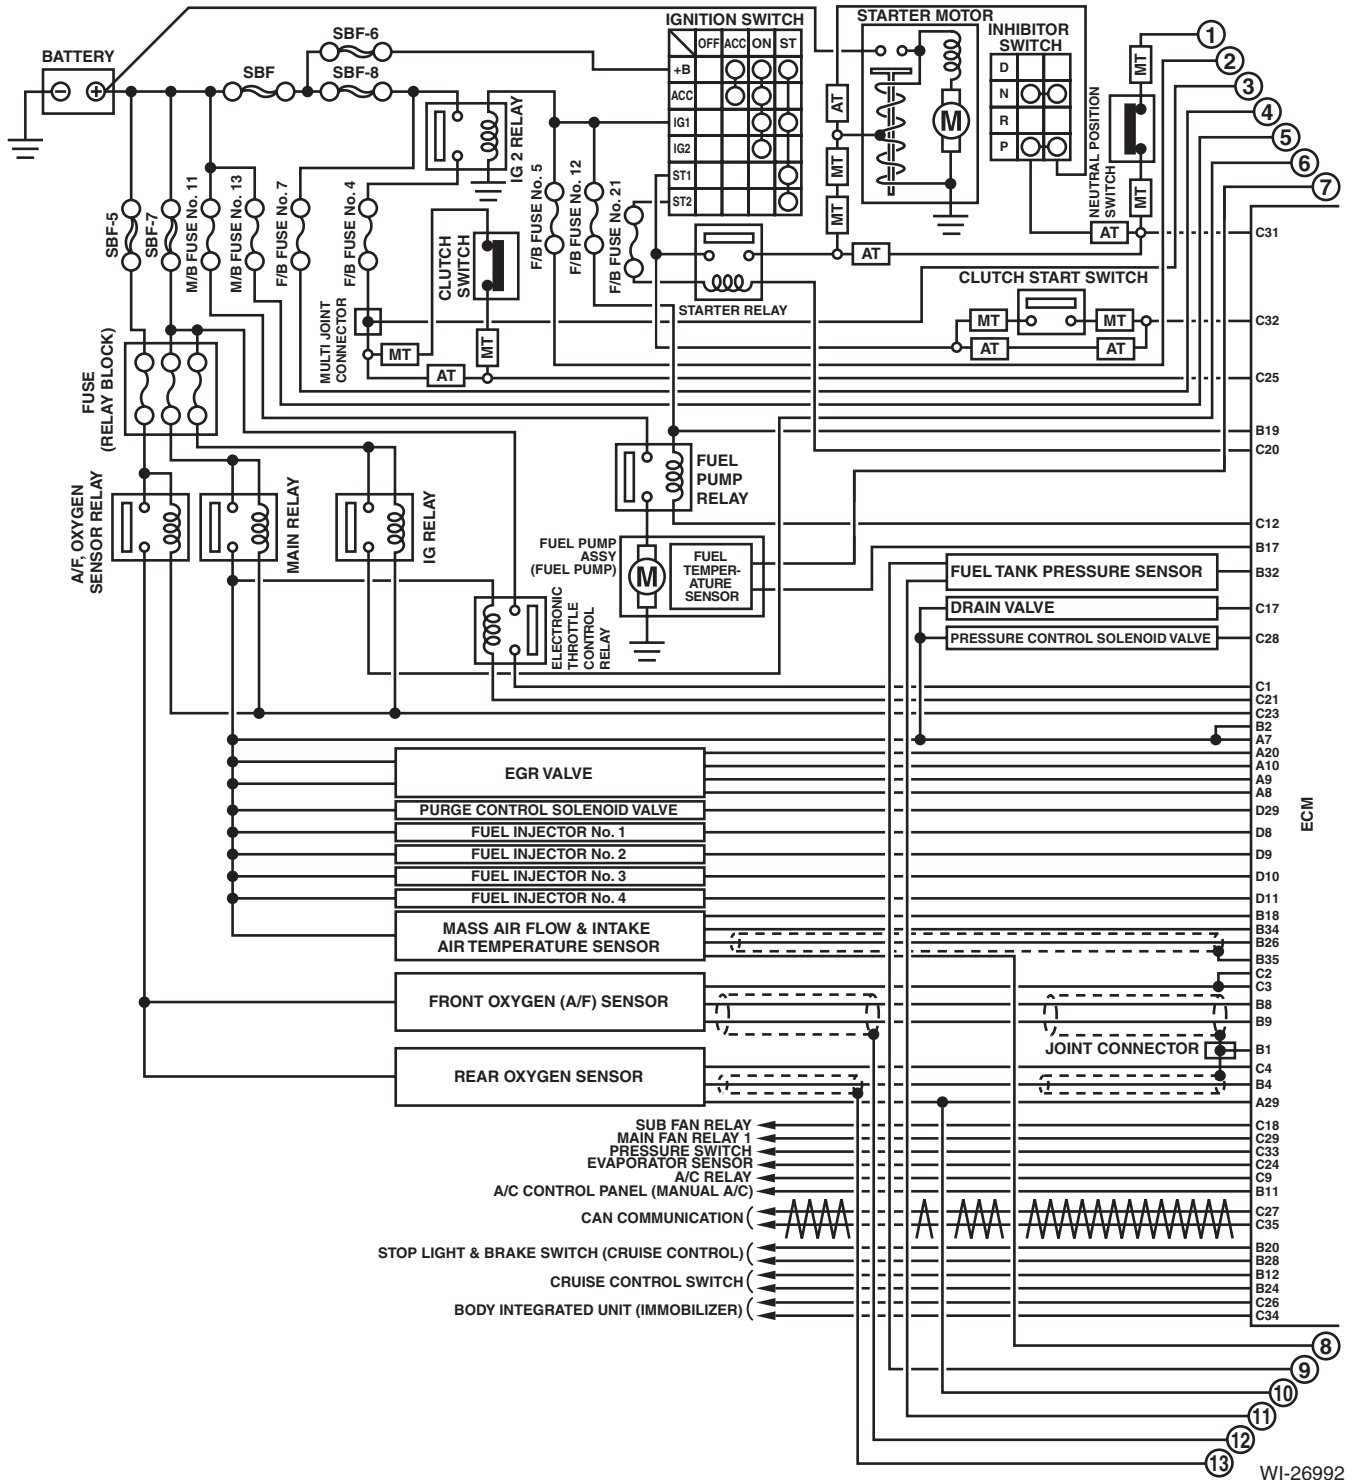 BATTERY
SBF
SBF-6
SBF-8
IG 2 RELAY
IGNITION SWITCH
OFF ACC ON ST
+B
ACC
IG1
IG2
ST1
ST2
STARTER MOTOR
M
INHIBITOR
SWITCH
D
N
R
P
NEUTRAL POSITION
SWITCH
MT
MT
AT
AT
MT
MT
AT
1
2
3
4
5
6
7
SBF-5
SBF-7
M/B FUSE No. 11
M/B FUSE No. 13
F/B FUSE No. 7
F/B FUSE No. 4
CLUTCH
SWITCH
F/B FUSE No. 5
F/B FUSE No. 12
F/B FUSE No. 21
STARTER RELAY
CLUTCH START SWITCH
MT
MT
AT
AT
MULTI JOINT
CONNECTOR
MT
MT
AT
FUSE
(RELAY BLOCK)
A/F, OXYGEN
SENSOR RELAY
MAIN RELAY
IG RELAY
FUEL
PUMP
RELAY
FUEL PUMP
ASSY
(FUEL PUMP)
M
FUEL
TEMPER-
ATURE
SENSOR
ELECTRONIC
THROTTLE
CONTROL
RELAY
FUEL TANK PRESSURE SENSOR
DRAIN VALVE
PRESSURE CONTROL SOLENOID VALVE
EGR VALVE
PURGE CONTROL SOLENOID VALVE
FUEL INJECTOR No. 1
FUEL INJECTOR No. 2
FUEL INJECTOR No. 3
FUEL INJECTOR No. 4
MASS AIR FLOW & INTAKE
AIR TEMPERATURE SENSOR
FRONT OXYGEN (A/F) SENSOR
JOINT CONNECTOR
REAR OXYGEN SENSOR
SUB FAN RELAY
MAIN FAN RELAY 1
PRESSURE SWITCH
EVAPORATOR SENSOR
A/C RELAY
A/C CONTROL PANEL (MANUAL A/C)
CAN COMMUNICATION (
STOP LIGHT & BRAKE SWITCH (CRUISE CONTROL) (
CRUISE CONTROL SWITCH (
BODY INTEGRATED UNIT (IMMOBILIZER) (
C31
C32
C25
B19
C20
C12
B17
B32
C17
C28
C1
C21
C23
B2
A7
A20
A10
A9
A8
D29
D8
D9
D10
D11
B18
B34
B26
B35
C2
C3
B8
B9
B1
C4
B4
A29
C18
C29
C33
C24
C9
B11
C27
C35
B20
B28
B12
B24
C26
C34
ECM
8
9
10
11
12
13
WI-26992